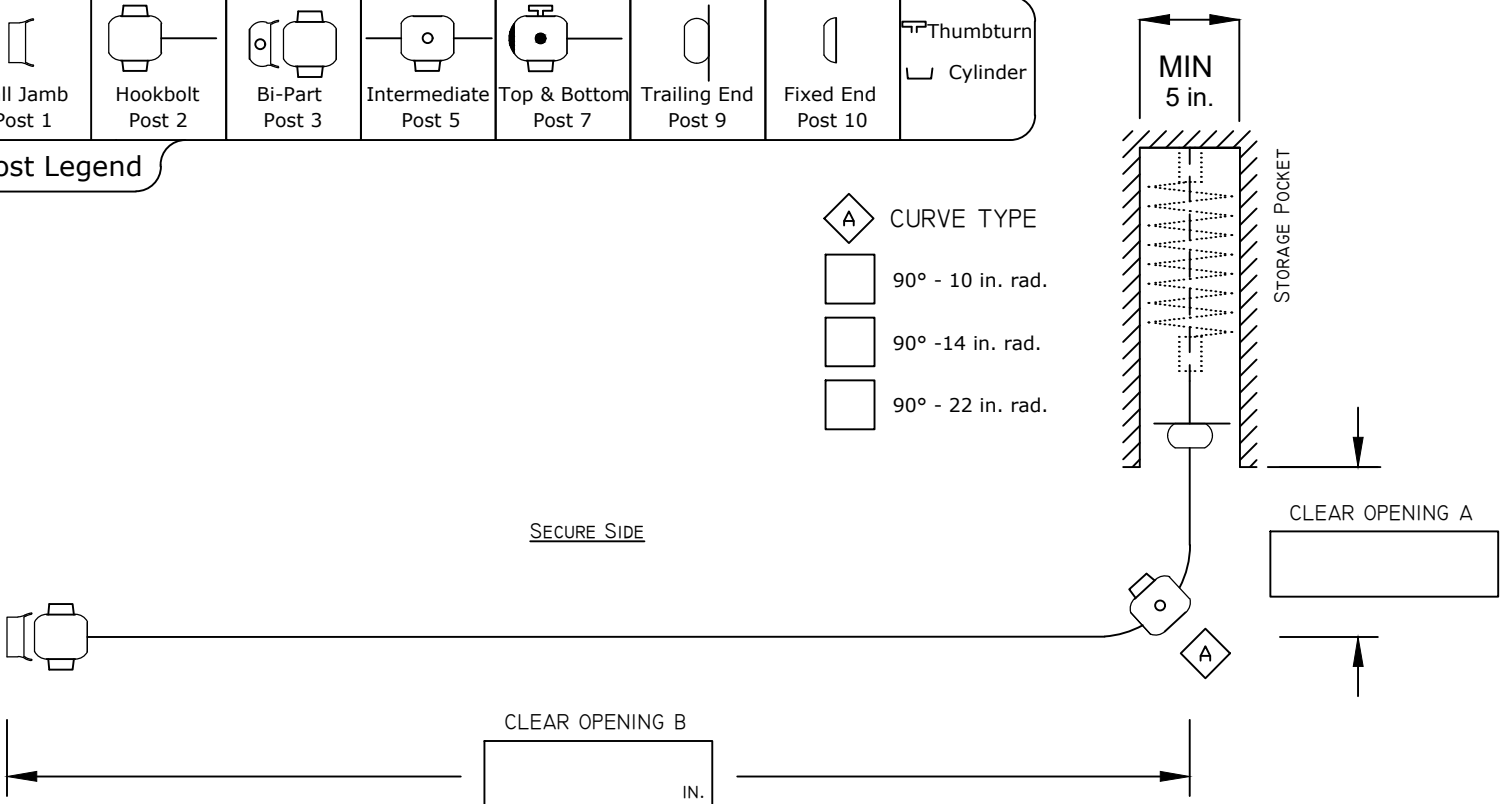 ll Jamb
Post 1
Hookbolt
Post 2
Bi-Part
Post 3
Intermediate
Post 5
Top & Bottom
Post 7
Trailing End
Post 9
Fixed End
Post 10
Thumbturn
Cylinder
ost Legend
MIN
5 in.
STORAGE POCKET
A CURVE TYPE
90° - 10 in. rad.
90° -14 in. rad.
90° - 22 in. rad.
SECURE SIDE
CLEAR OPENING A
A
CLEAR OPENING B
IN.